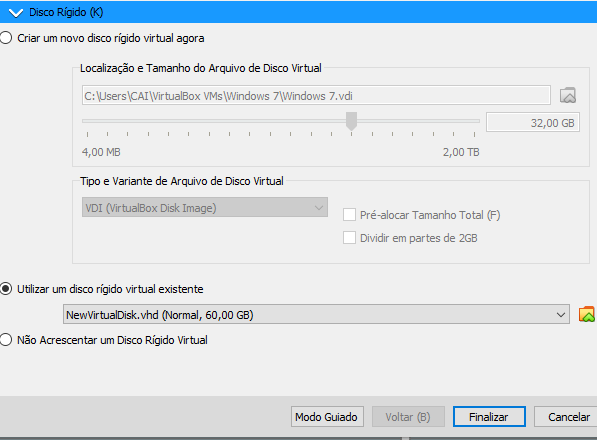 Disco Rígido (K)
Criar um novo disco rígido virtual agora
Localização e Tamanho do Arquivo de Disco Virtual
C:\Users\CAI\VirtualBox VMs\Windows 7\Windows 7.vdi
32,00 GB
4,00 MB 2,00 TB
Tipo e Variante de Arquivo de Disco Virtual
VDI (VirtualBox Disk Image)
Pré-alocar Tamanho Total (F)
Dividir em partes de 2GB
Utilizar um disco rígido virtual existente
NewVirtualDisk.vhd (Normal, 60,00 GB)
Não Acrescentar um Disco Rígido Virtual
Modo Guiado Voltar (B) Finalizar Cancelar